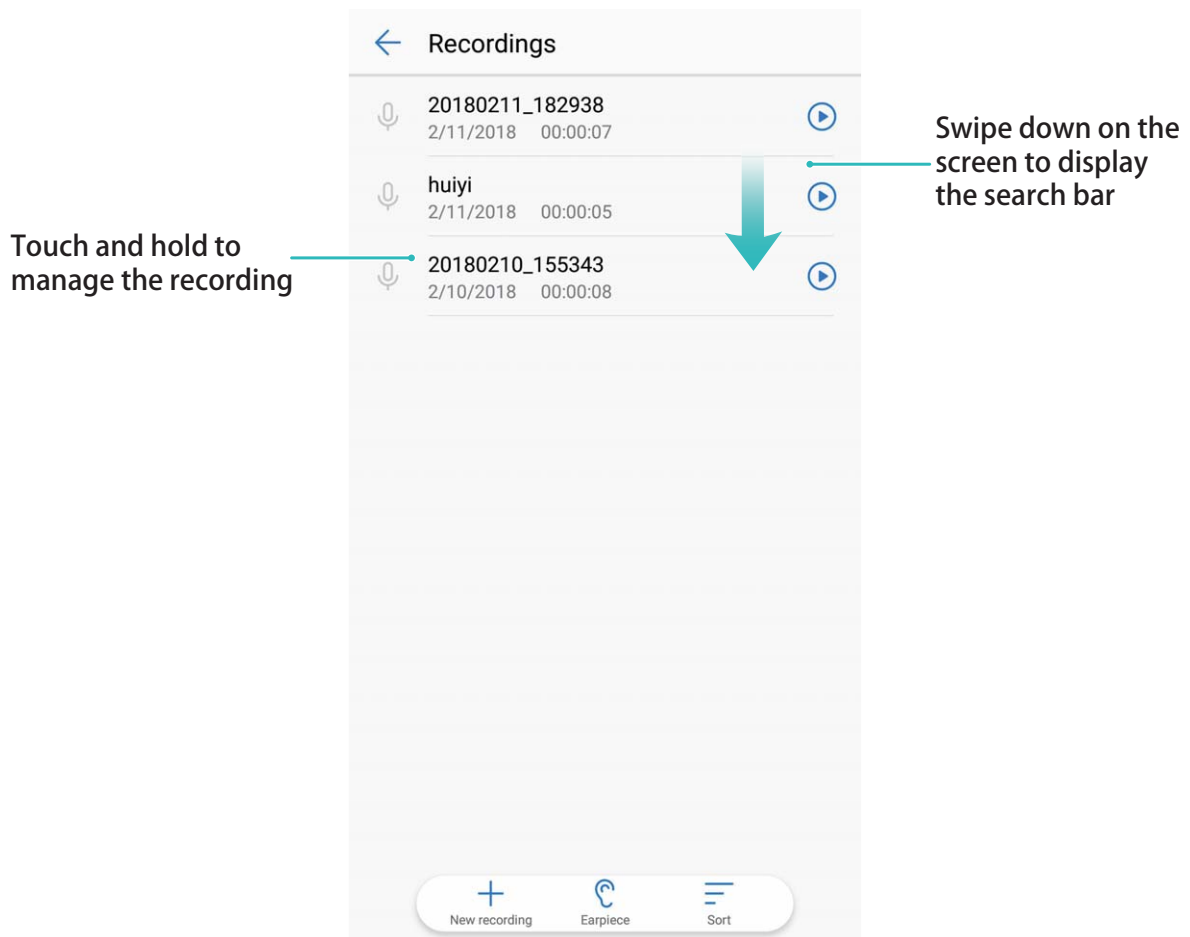 Recordings
20180211_182938
2/11/2018 00:00:07
Swipe down on the
screen to display
the search bar
huiyi
2/11/2018 00:00:05
Touch and hold to
manage the recording
20180210_155343
2/10/2018 00:00:08
New recording Earpiece Sort